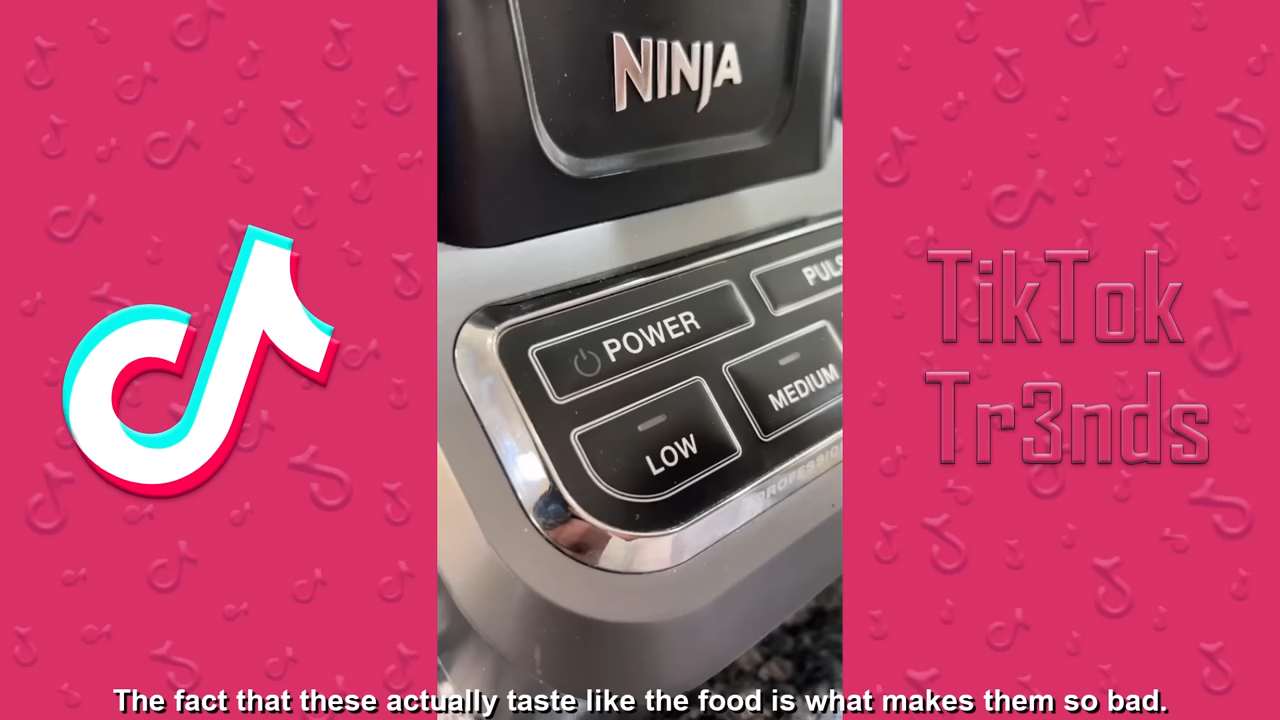 NINJA
POWER
PULS
LOW
MEDIUM
PROFESSIO
TikTok
Tr3nds
The fact that these actually taste like the food is what makes them so bad.